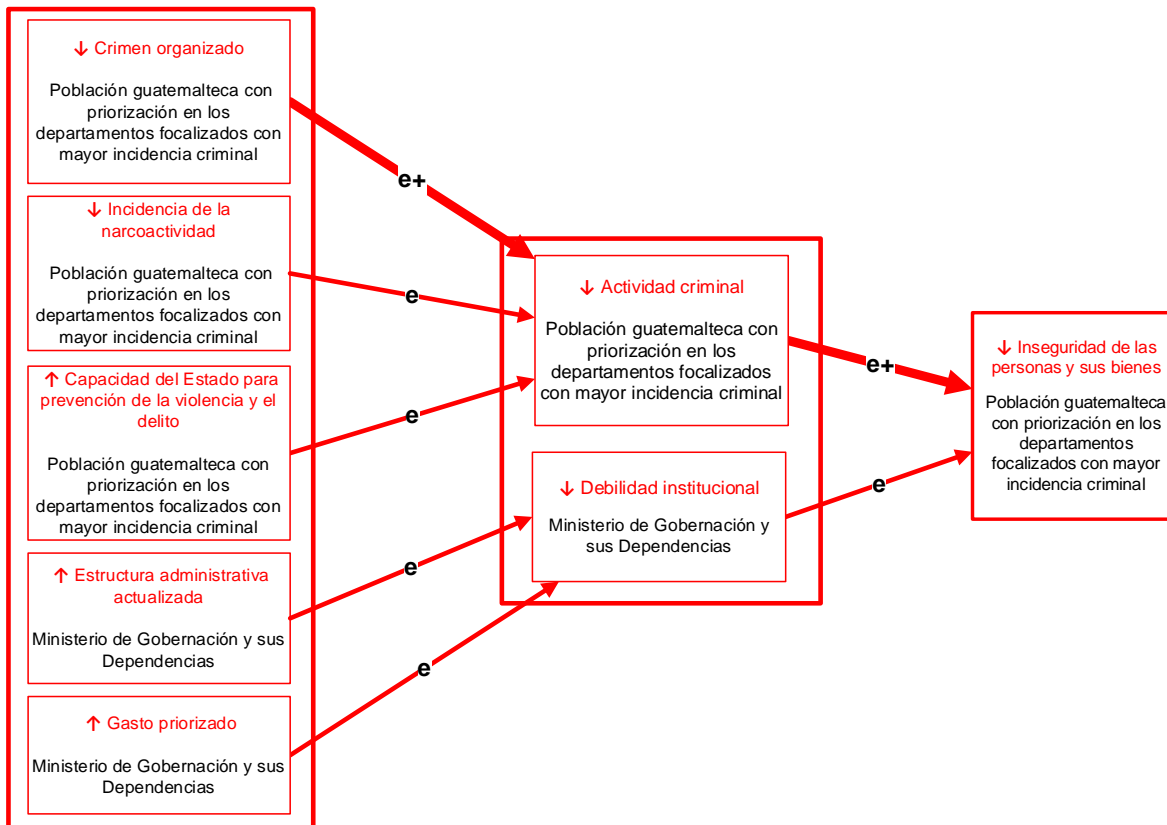 ↓ Crimen organizado
Población guatemalteca con
priorización en los
departamentos focalizados con
mayor incidencia criminal
↓ Incidencia de la
narcoactividad
Población guatemalteca con
priorización en los
departamentos focalizados con
mayor incidencia criminal
↑ Capacidad del Estado para
prevención de la violencia y el
delito
Población guatemalteca con
priorización en los
departamentos focalizados con
mayor incidencia criminal
↑ Estructura administrativa
actualizada
Ministerio de Gobernación y sus
Dependencias
↑ Gasto priorizado
Ministerio de Gobernación y sus
Dependencias
e+
e
e
e
e
↓ Actividad criminal
Población guatemalteca con
priorización en los
departamentos focalizados
con mayor incidencia criminal
↓ Debilidad institucional
Ministerio de Gobernación y
sus Dependencias
e+
e
↓ Inseguridad de las
personas y sus bienes
Población guatemalteca
con priorización en los
departamentos
focalizados con mayor
incidencia criminal